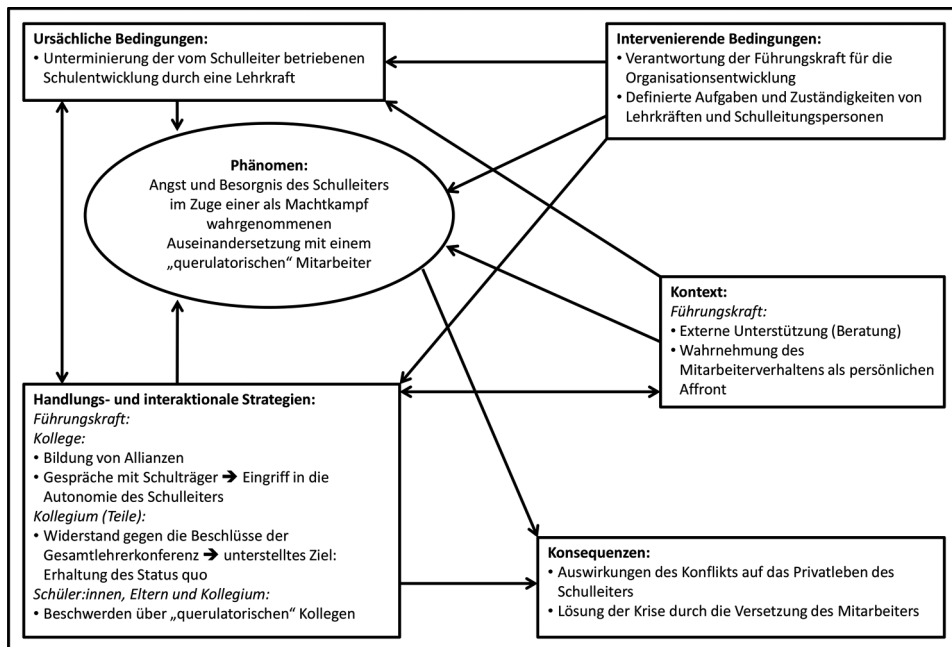 Ursächliche Bedingungen:
• Unterminierung der vom Schulleiter betriebenen
Schulentwicklung durch eine Lehrkraft
Intervenierende Bedingungen:
• Verantwortung der Führungskraft für die
Organisationsentwicklung
• Definierte Aufgaben und Zuständigkeiten von
Lehrkräften und Schulleitungspersonen
Phänomen:
Angst und Besorgnis des Schulleiters
im Zuge einer als Machtkampf
wahrgenommenen
Auseinandersetzung mit einem
„querulatorischen“ Mitarbeiter
Kontext:
Führungskraft:
• Externe Unterstützung (Beratung)
• Wahrnehmung des
Mitarbeiterverhaltens als persönlichen
Affront
Handlungs- und interaktionale Strategien:
Führungskraft:
Kollege:
• Bildung von Allianzen
• Gespräche mit Schulträger ➔ Eingriff in die
Autonomie des Schulleiters
Kollegium (Teile):
• Widerstand gegen die Beschlüsse der
Gesamtlehrerkonferenz ➔ unterstelltes Ziel:
Erhaltung des Status quo
Schüler:innen, Eltern und Kollegium:
• Beschwerden über „querulatorischen“ Kollegen
Konsequenzen:
• Auswirkungen des Konflikts auf das Privatleben des
Schulleiters
• Lösung der Krise durch die Versetzung des Mitarbeiters